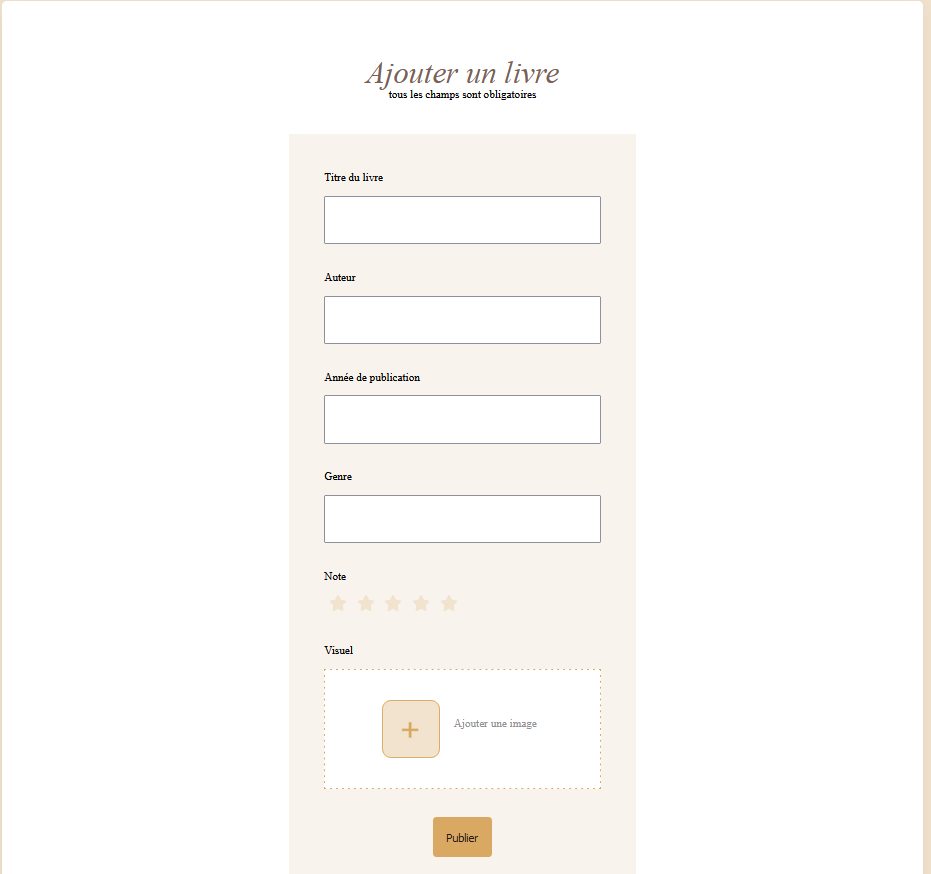 Ajouter un livre
tous les champs sont obligatoires
Titre du livre
Auteur
Année de publication
Genre
Note
Visuel
Ajouter une image
Publier